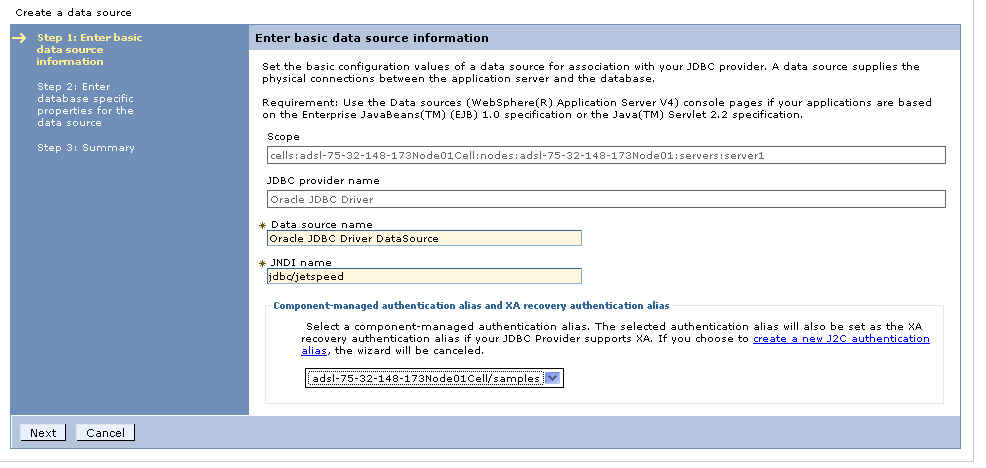 Create a data source
Step 1: Enter basic
data source
information
Step 2: Enter
database specific
properties for the
data source
Step 3: Summary
Enter basic data source information
Set the basic configuration values of a data source for association with your JDBC provider. A data source supplies the
physical connections between the application server and the database.
Requirement: Use the Data sources (WebSphere(R) Application Server V4) console pages if your applications are based
on the Enterprise JavaBeans(TM) (EJB) 1.0 specification or the Java(TM) Servlet 2.2 specification.
Scope
cells:adsl-75-32-148-173Node01Cell:nodes:adsl-75-32-148-173Node01:servers:server1
JDBC provider name
Oracle JDBC Driver
* Data source name
Oracle JDBC Driver DataSource
* JNDI name
jdbc/jetspeed
Component-managed authentication alias and XA recovery authentication alias
Select a component-managed authentication alias. The selected authentication alias will also be set as the XA
recovery authentication alias if your JDBC Provider supports XA. If you choose to create a new J2C authentication
alias, the wizard will be canceled.
adsl-75-32-148-173Node01Cell/samples
Next Cancel